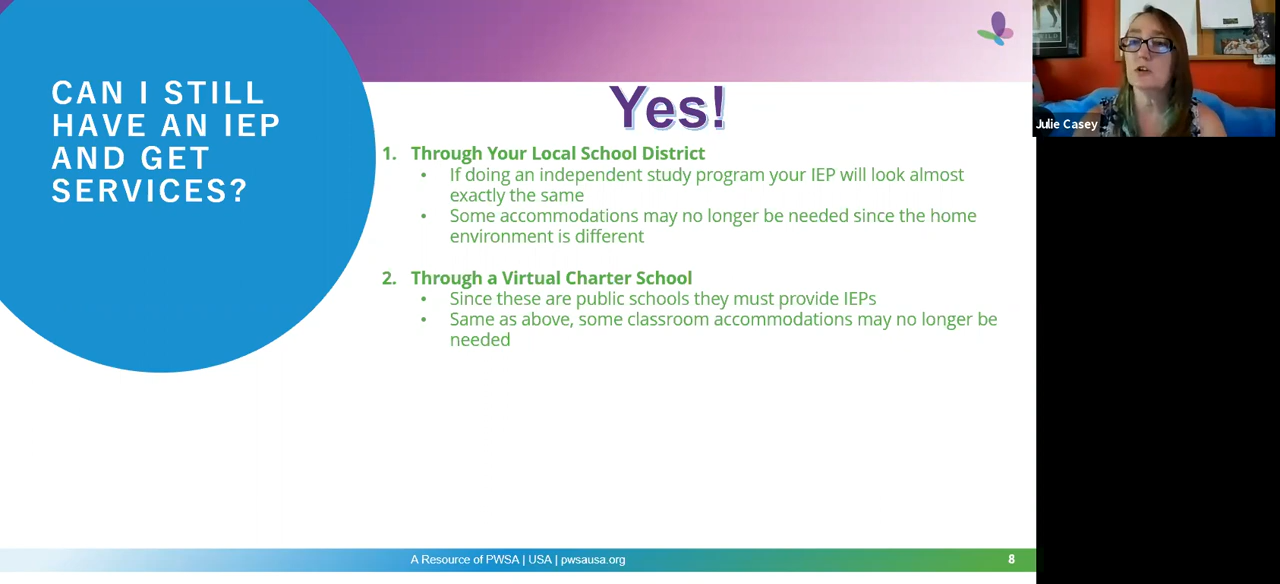 CAN I STILL
HAVE AN IEP
AND GET
SERVICES?
Yes!
1. Through Your Local School District
• If doing an independent study program your IEP will look almost
exactly the same
• Some accommodations may no longer be needed since the home
environment is different
2. Through a Virtual Charter School
• Since these are public schools they must provide IEPs
• Same as above, some classroom accommodations may no longer be
needed
A Resource of PWSA | USA | pwsausa.org
8
Julie Casey